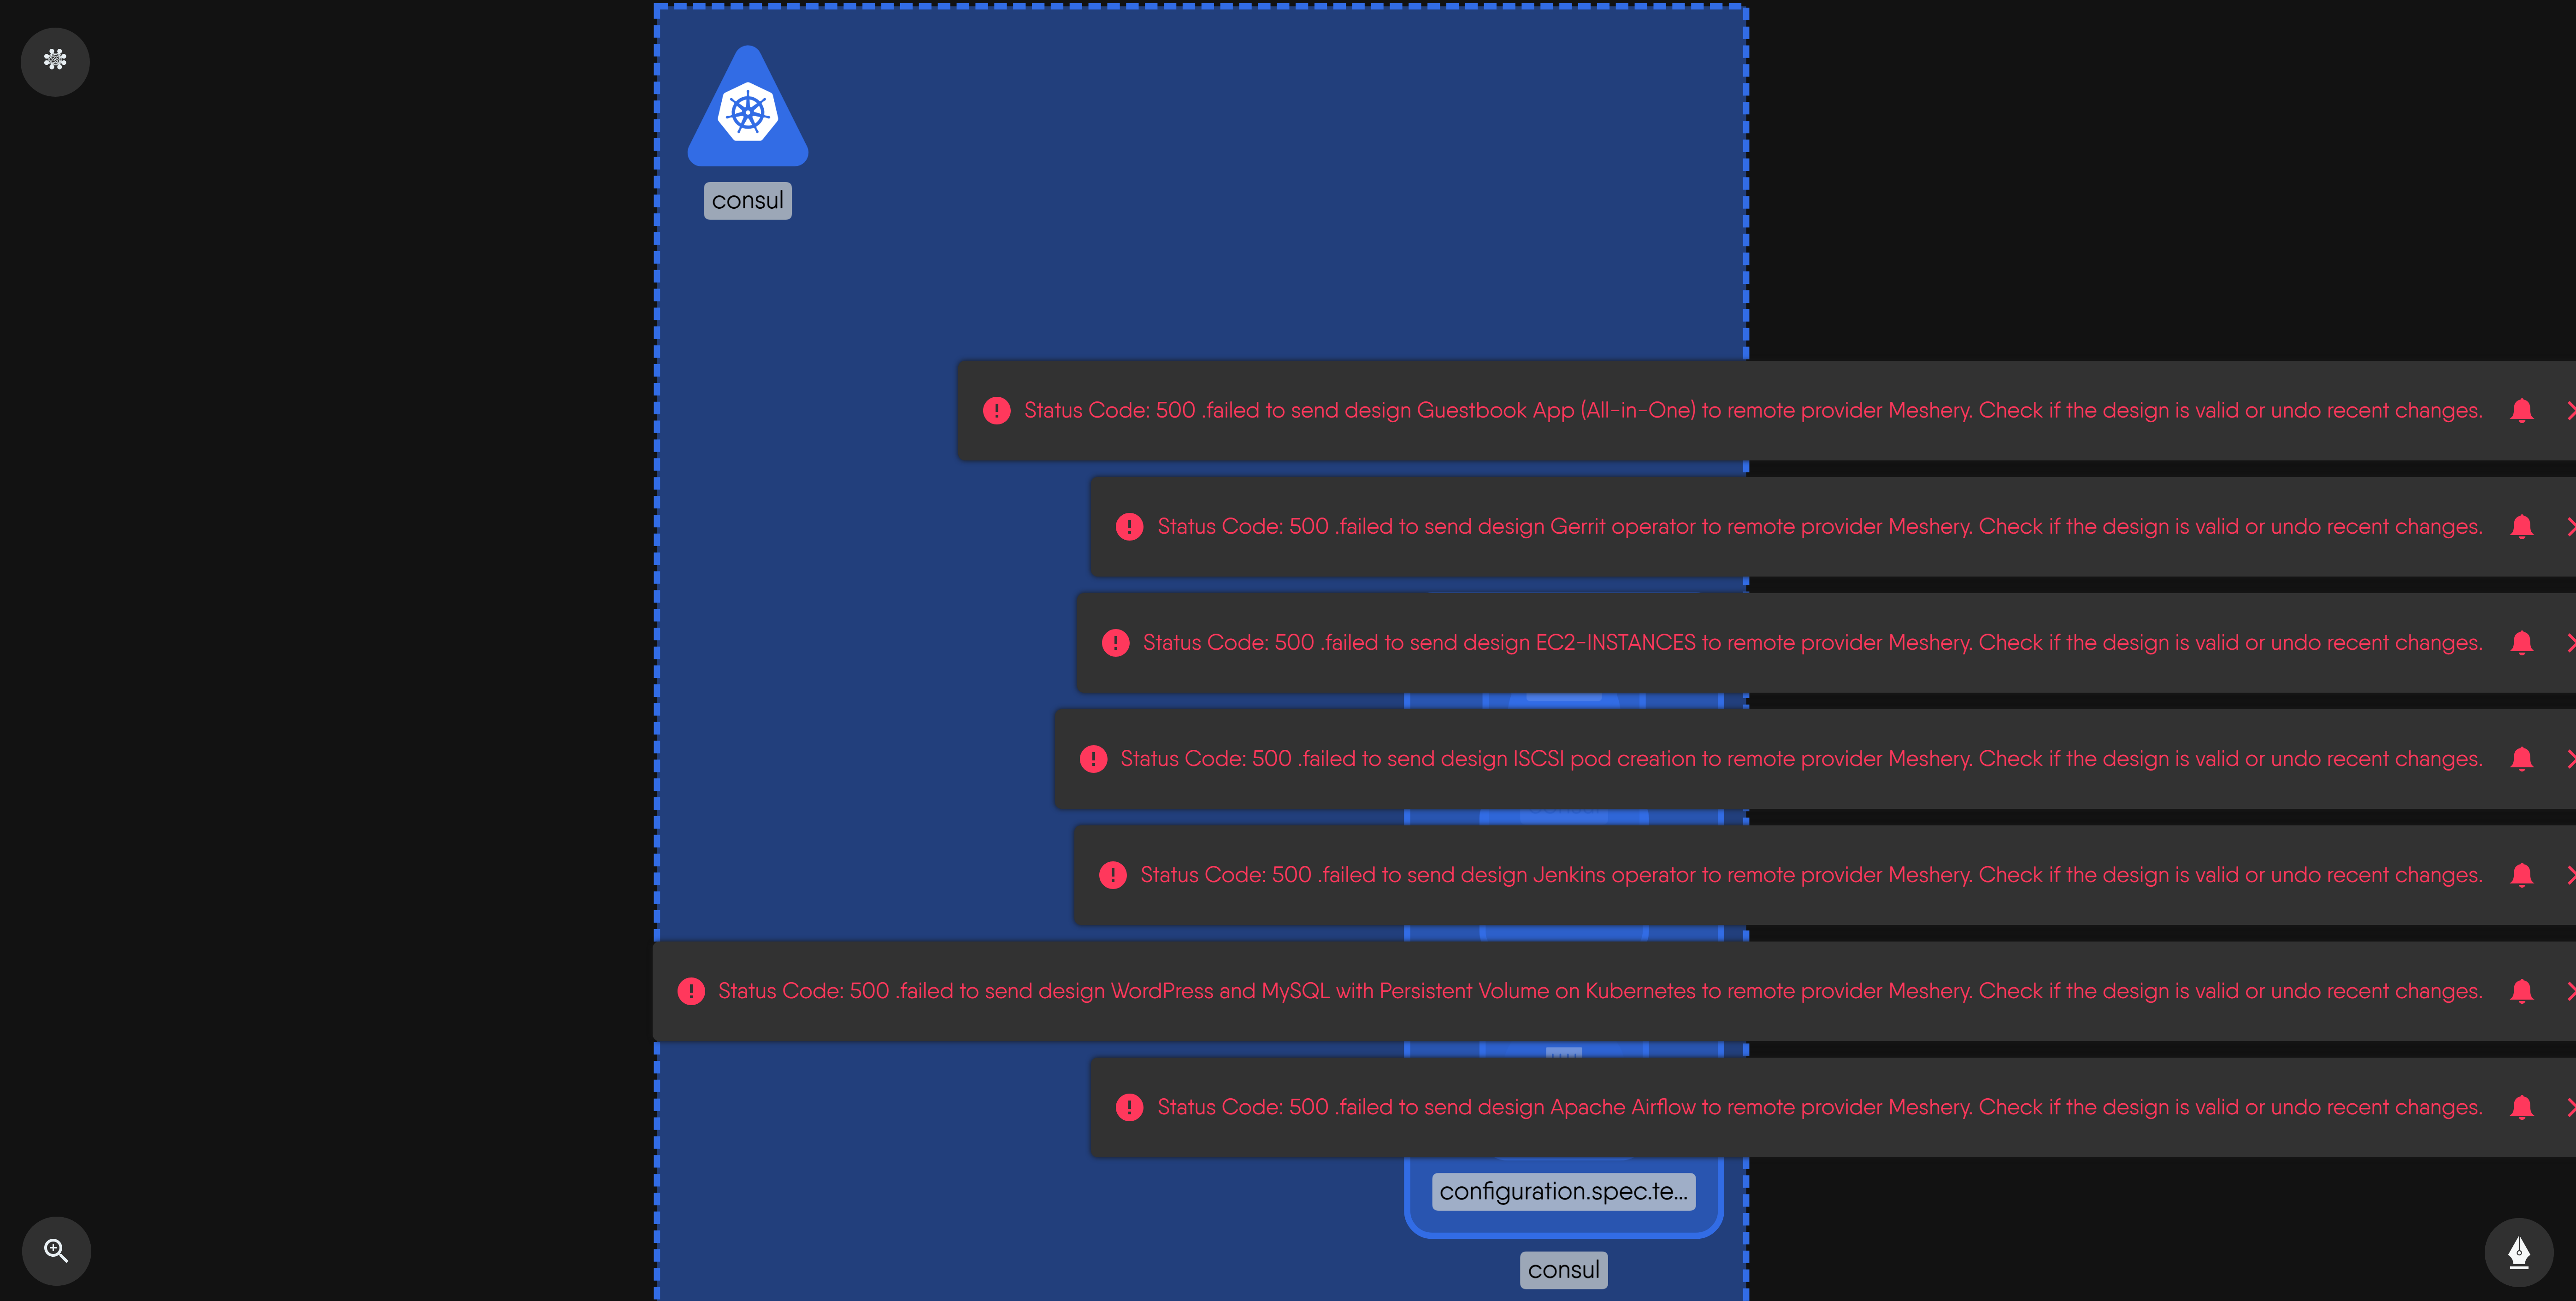 consul
Status Code: 500 .failed to send design Guestbook App (All-in-One) to remote provider Meshery. Check if the design is valid or undo recent changes.
Status Code: 500 .failed to send design Gerrit operator to remote provider Meshery. Check if the design is valid or undo recent changes.
Status Code: 500 .failed to send design EC2-INSTANCES to remote provider Meshery. Check if the design is valid or undo recent changes.
Status Code: 500 .failed to send design ISCSI pod creation to remote provider Meshery. Check if the design is valid or undo recent changes.
Status Code: 500 .failed to send design Jenkins operator to remote provider Meshery. Check if the design is valid or undo recent changes.
Status Code: 500 .failed to send design WordPress and MySQL with Persistent Volume on Kubernetes to remote provider Meshery. Check if the design is valid or undo recent changes.
Status Code: 500 .failed to send design Apache Airflow to remote provider Meshery. Check if the design is valid or undo recent changes.
configuration.spec.te...
consul